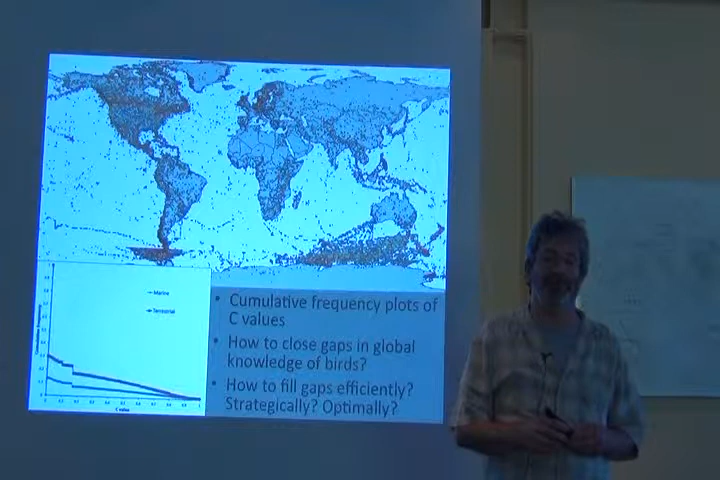 Marine
Terrestrial
C value
• Cumulative frequency plots of
C values
• How to close gaps in global
knowledge of birds?
• How to fill gaps efficiently?
Strategically? Optimally?